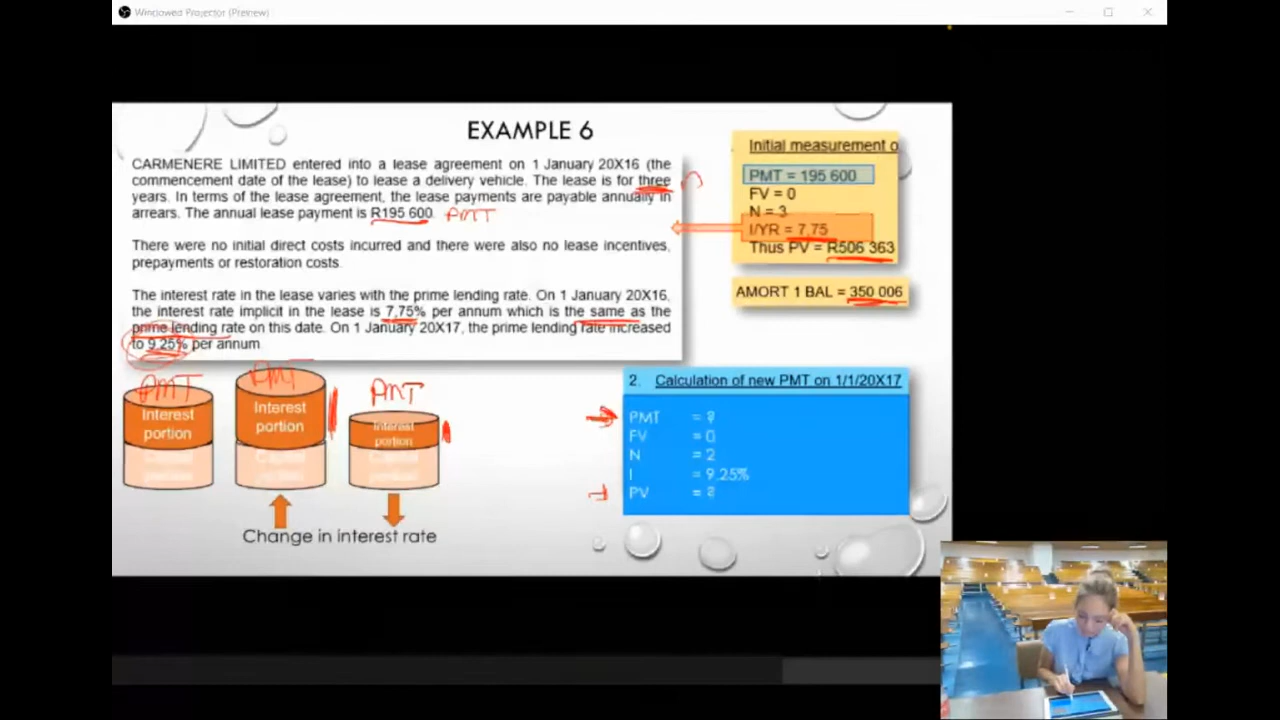 Windowed Projector (Preview)
EXAMPLE 6
CARMENERE LIMITED entered into a lease agreement on 1 January 20X16 (the
commencement date of the lease) to lease a delivery vehicle. The lease is for three
years. In terms of the lease agreement, the lease payments are payable annually in
arrears. The annual lease payment is R195 600.
n
PMT
There were no initial direct costs incurred and there were also no lease incentives,
prepayments or restoration costs.
The interest rate in the lease varies with the prime lending rate. On 1 January 20X16,
the interest rate implicit in the lease is 7,75% per annum which is the same as the
prime lending rate on this date. On 1 January 20X17, the prime lending rate increased
to 9.25% per annum
Initial measurement o
PMT = 195 600
FV = 0
N = 3
I/YR = 7,75
Thus PV = R506 363
AMORT 1 BAL = 350 006
PMT
PMT
PMT
Interest
portion
Interest
portion
Interest
portion
Change in interest rate
2. Calculation of new PMT on 1/1/20X17
PMT = ?
FV = 0
N = 2
I = 9.25%
PV = ?